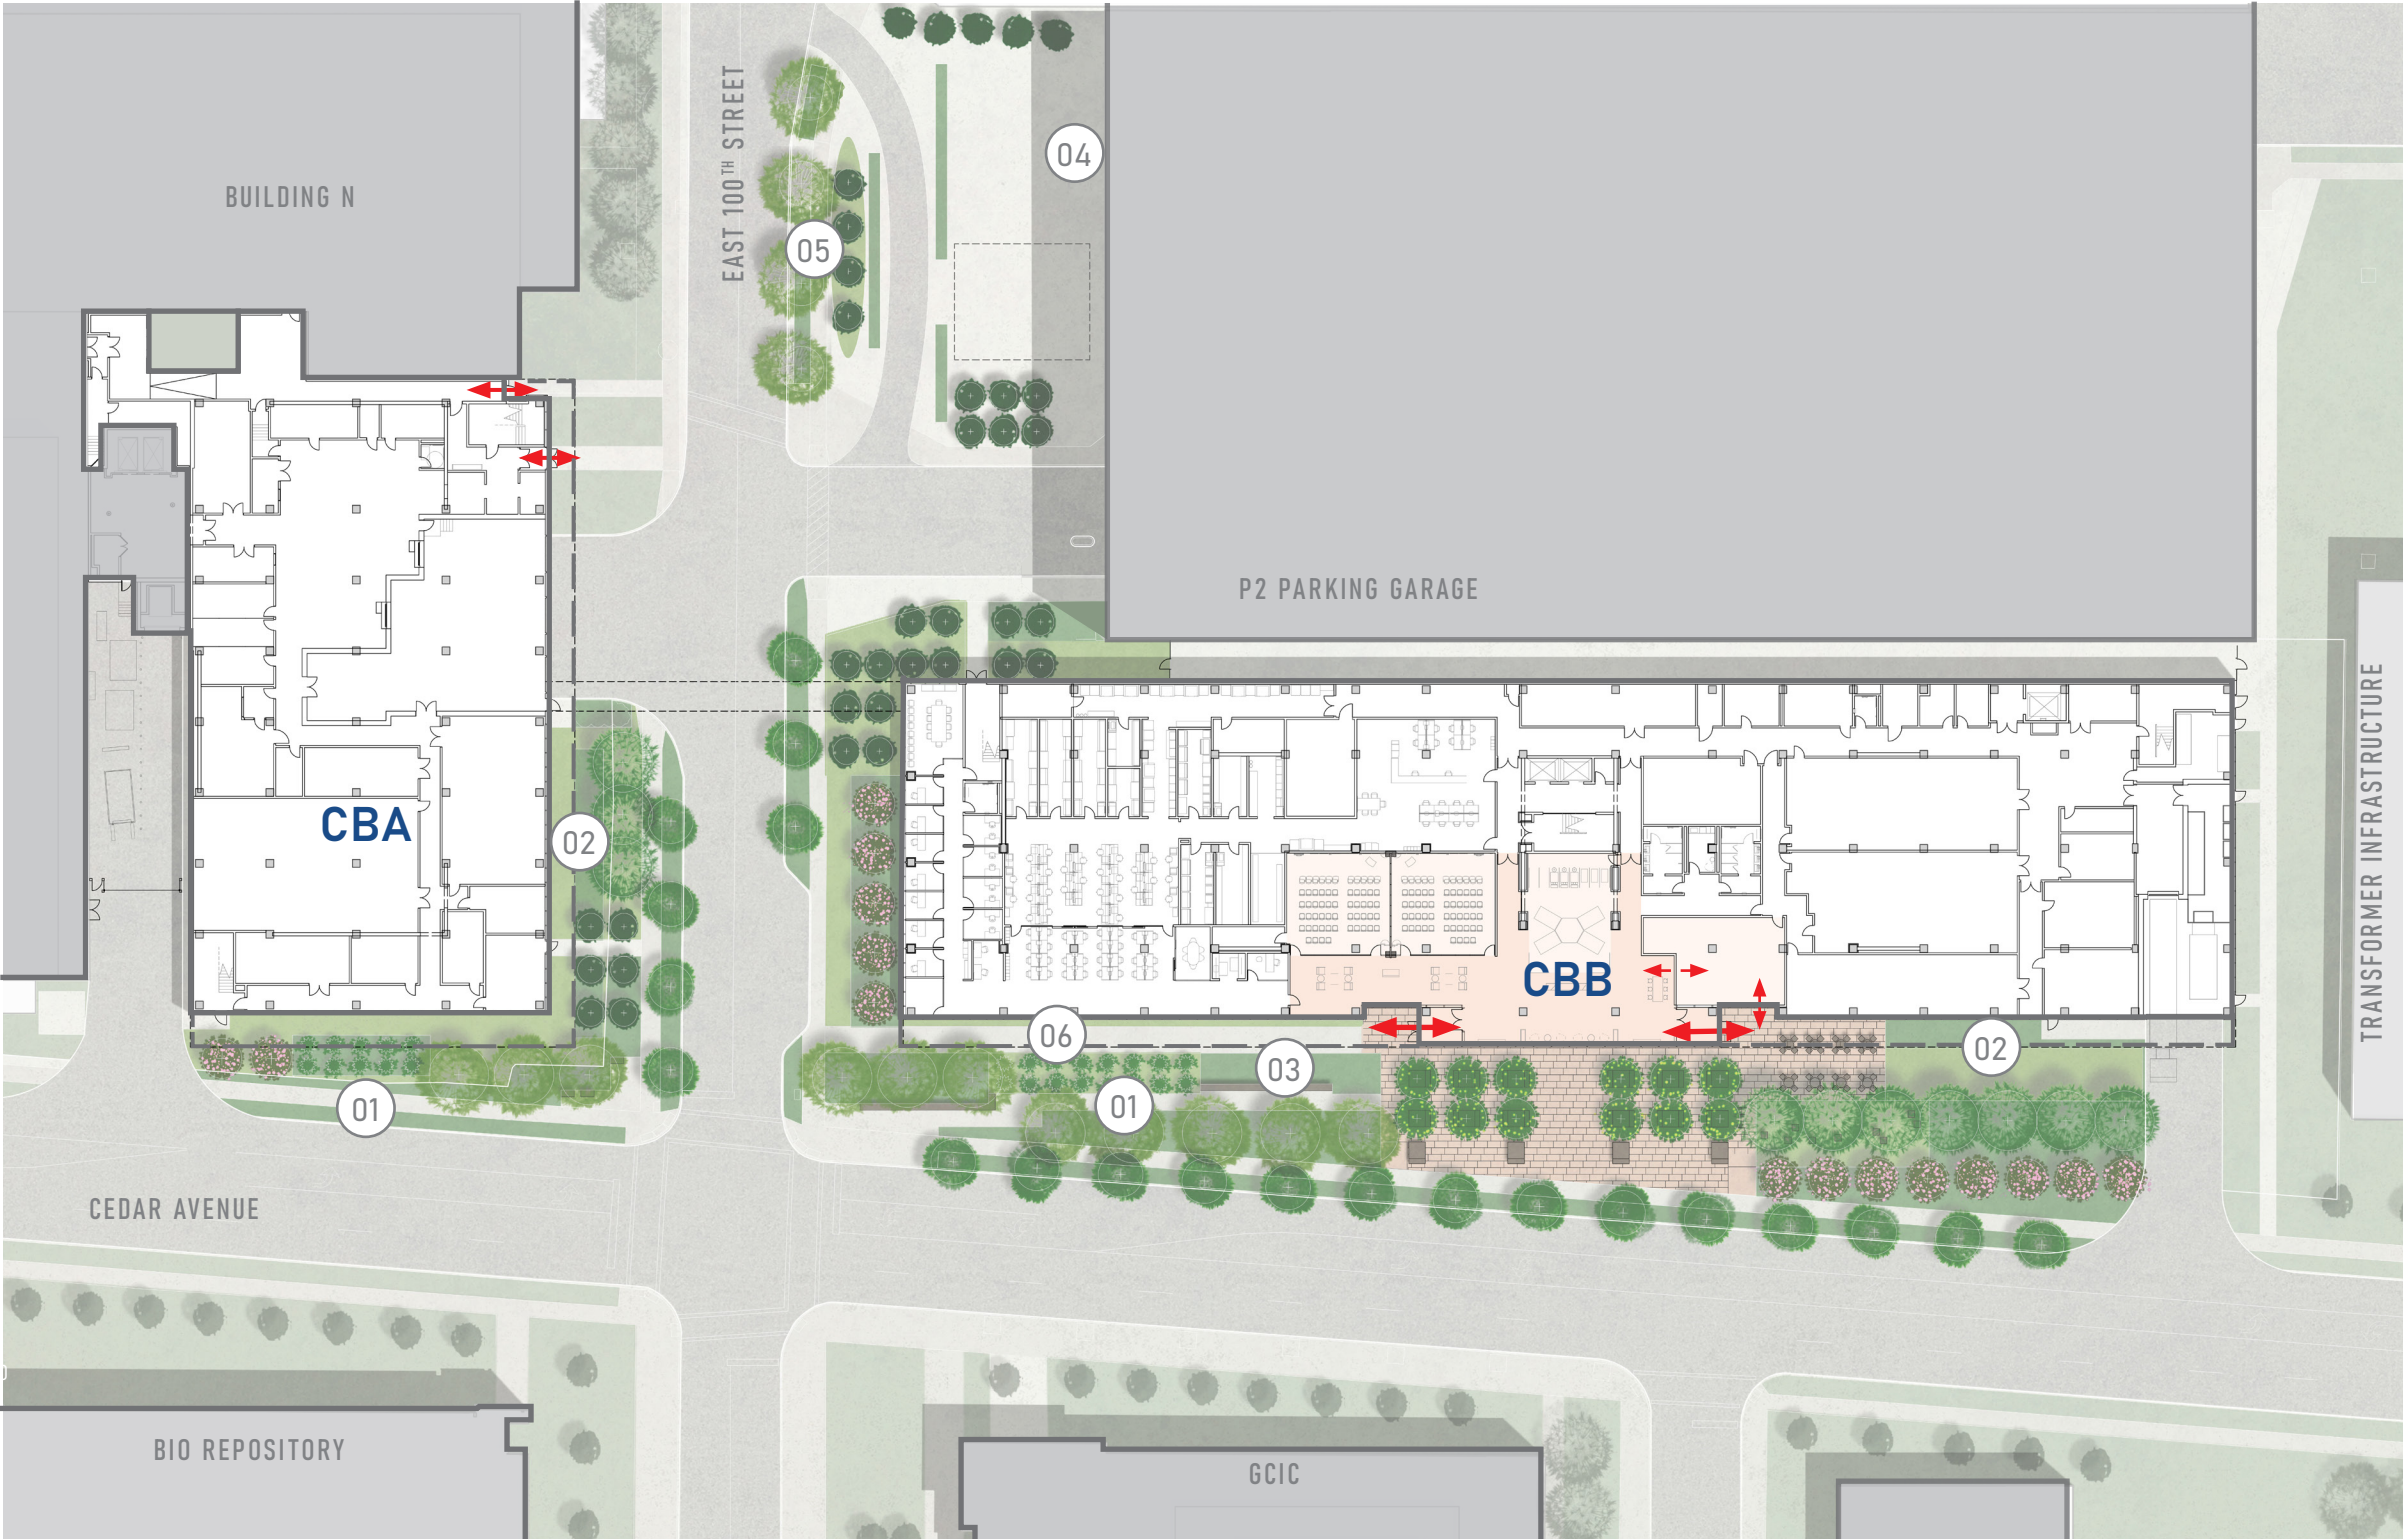 BUILDING N
EAST 100TH STREET
04
05
P2 PARKING GARAGE
TRANSFORMER INFRASTRUCTURE
CBA
02
CBB
06
02
03
01
01
CEDAR AVENUE
BIO REPOSITORY
GCIC